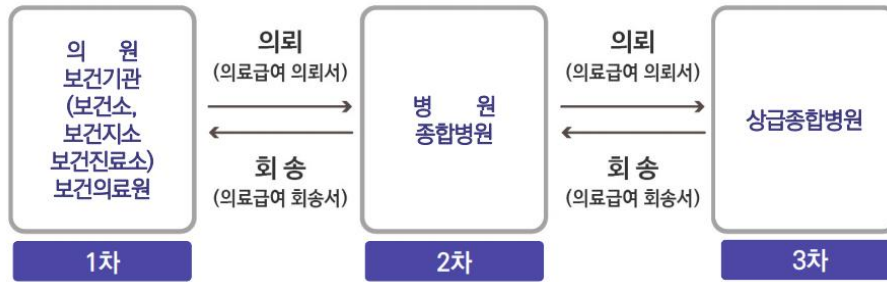 의 원
보건기관
(보건소,
보건지소
보건진료소)
보건의료원
1차
의뢰
(의료급여 의뢰서)
회 송
(의료급여 회송서)
병 원
종합병원
2차
의뢰
(의료급여 의뢰서)
회 송
(의료급여 회송서)
상급종합병원
3차